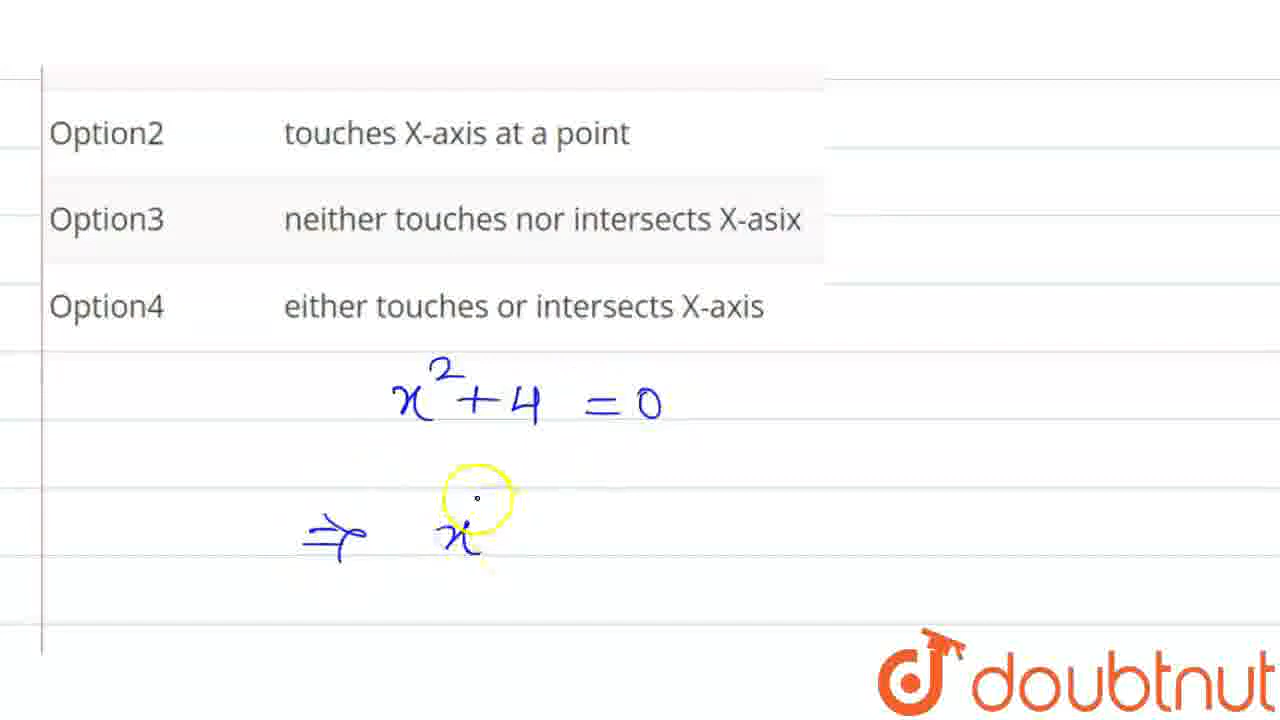 Option2 touches X-axis at a point
Option3 neither touches nor intersects X-asix
Option4 either touches or intersects X-axis
x² + 4 = 0
⇒ x
doubtnut